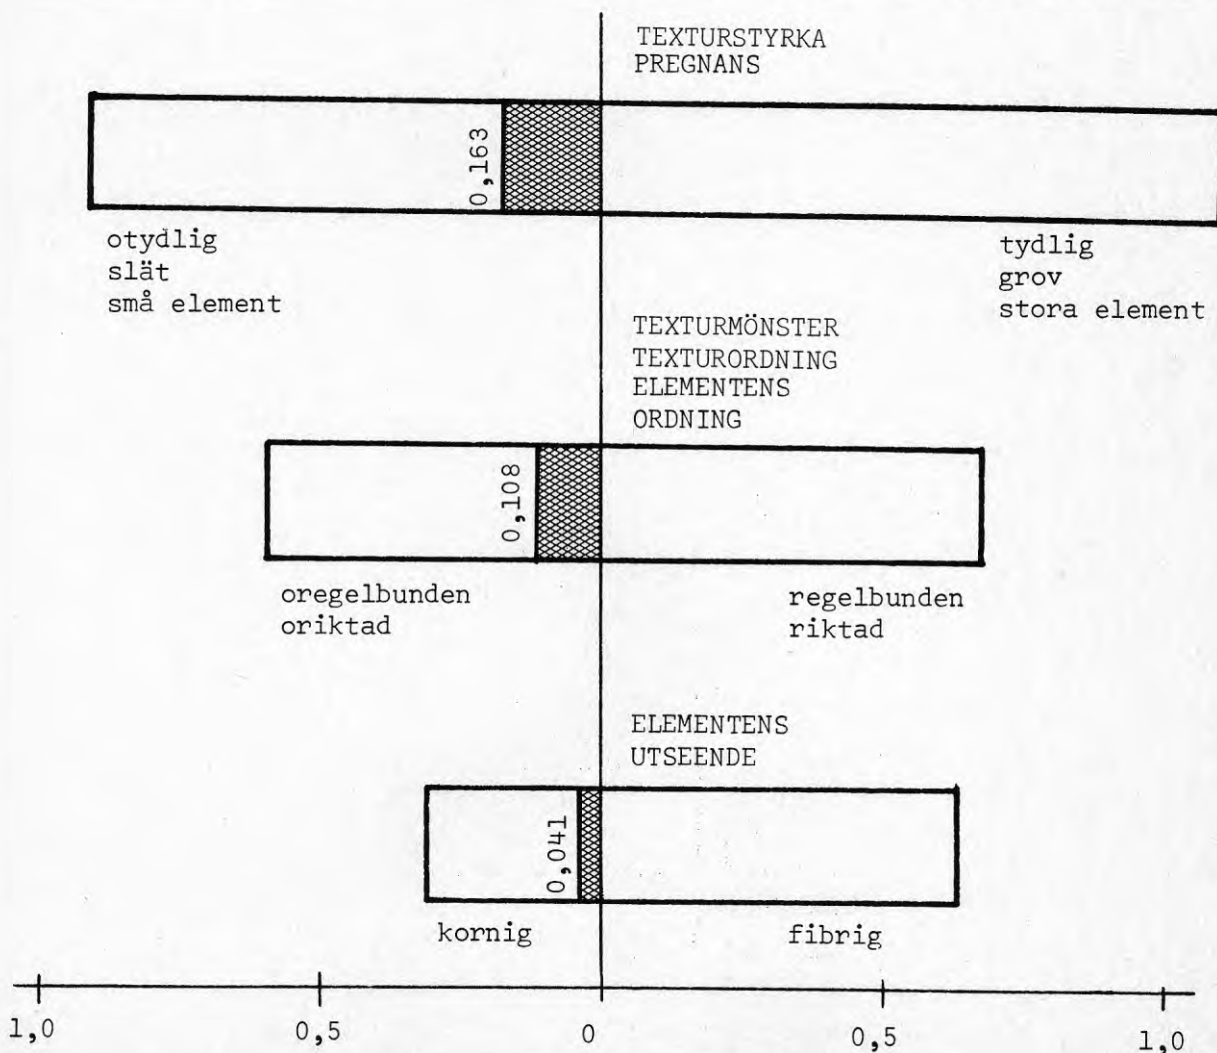 TEXTURSTYRKA
PREGNANS
0,163
otydlig
slät
små element
tydlig
grov
stora element
TEXTURMÖNSTER
TEXTURORDNING
ELEMENTENS
ORDNING
0,108
oregelbunden
oriktad
regelbunden
riktad
ELEMENTENS
UTSEENDE
0,041
kornig
fibrig
1,0 0,5 0 0,5 1,0